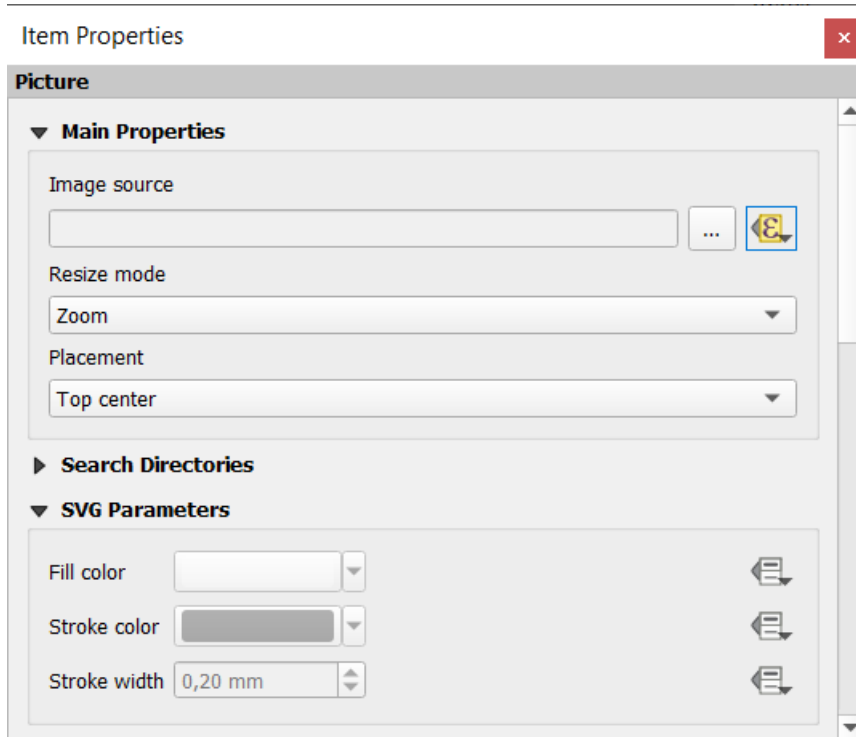 Item Properties
Picture
Main Properties
Image source
...
Resize mode
Zoom
Placement
Top center
Search Directories
SVG Parameters
Fill color
Stroke color
Stroke width 0,20 mm